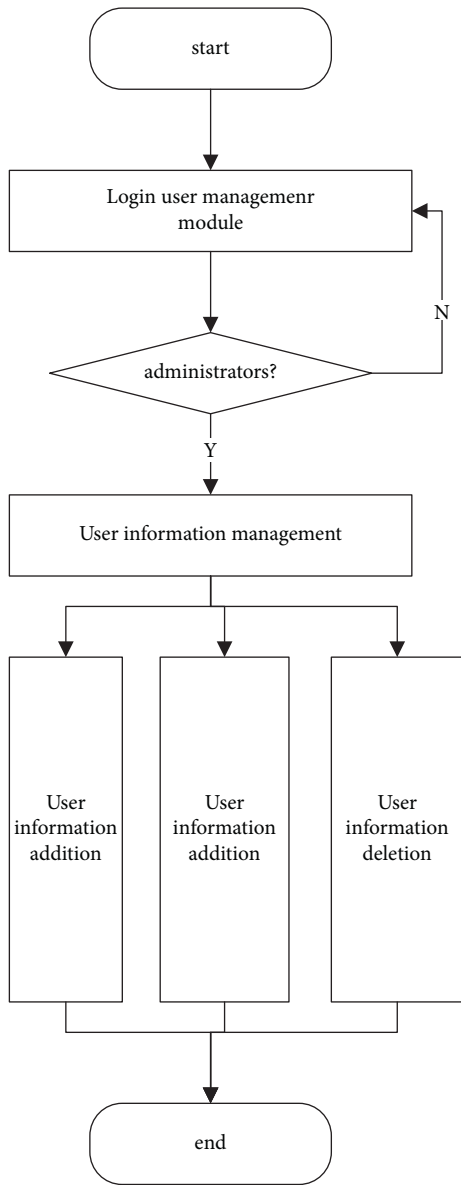 start
Login user managemenr
module
N
administrators?
Y
User information management
User
information
addition
User
information
addition
User
information
deletion
end